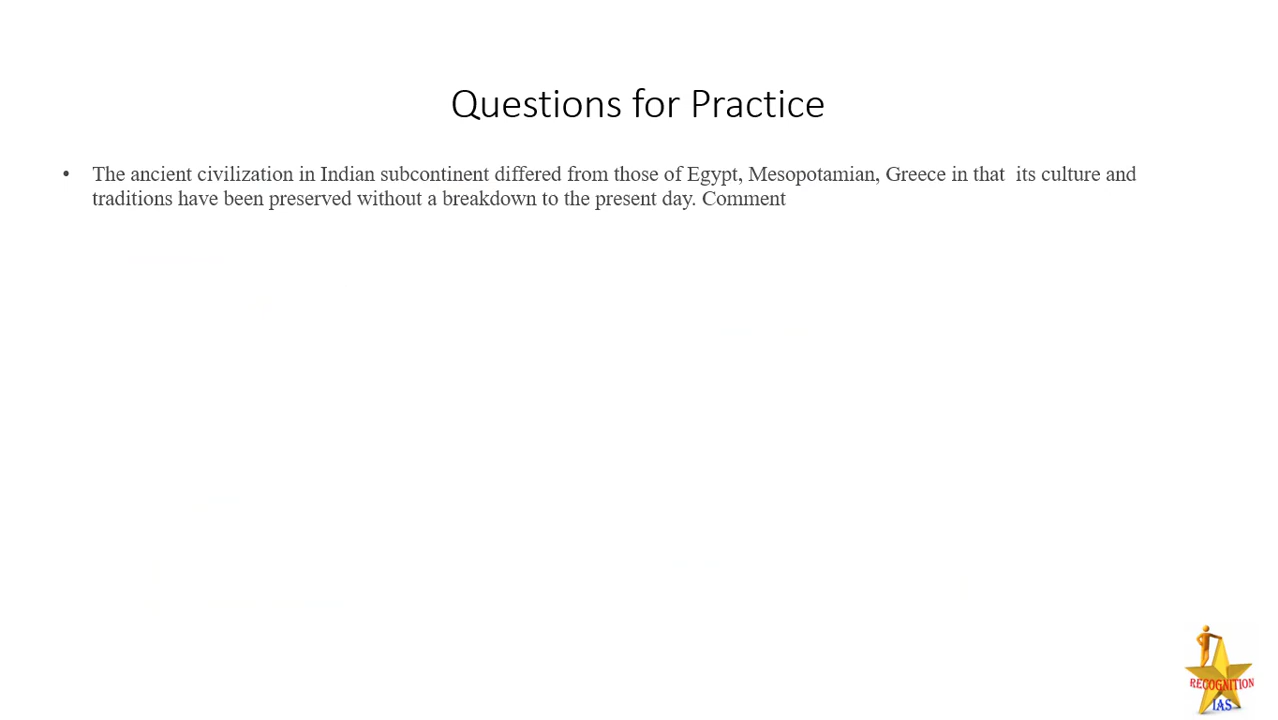 Questions for Practice
• The ancient civilization in Indian subcontinent differed from those of Egypt, Mesopotamian, Greece in that  its culture and
traditions have been preserved without a breakdown to the present day. Comment
RECOGNITION
IAS